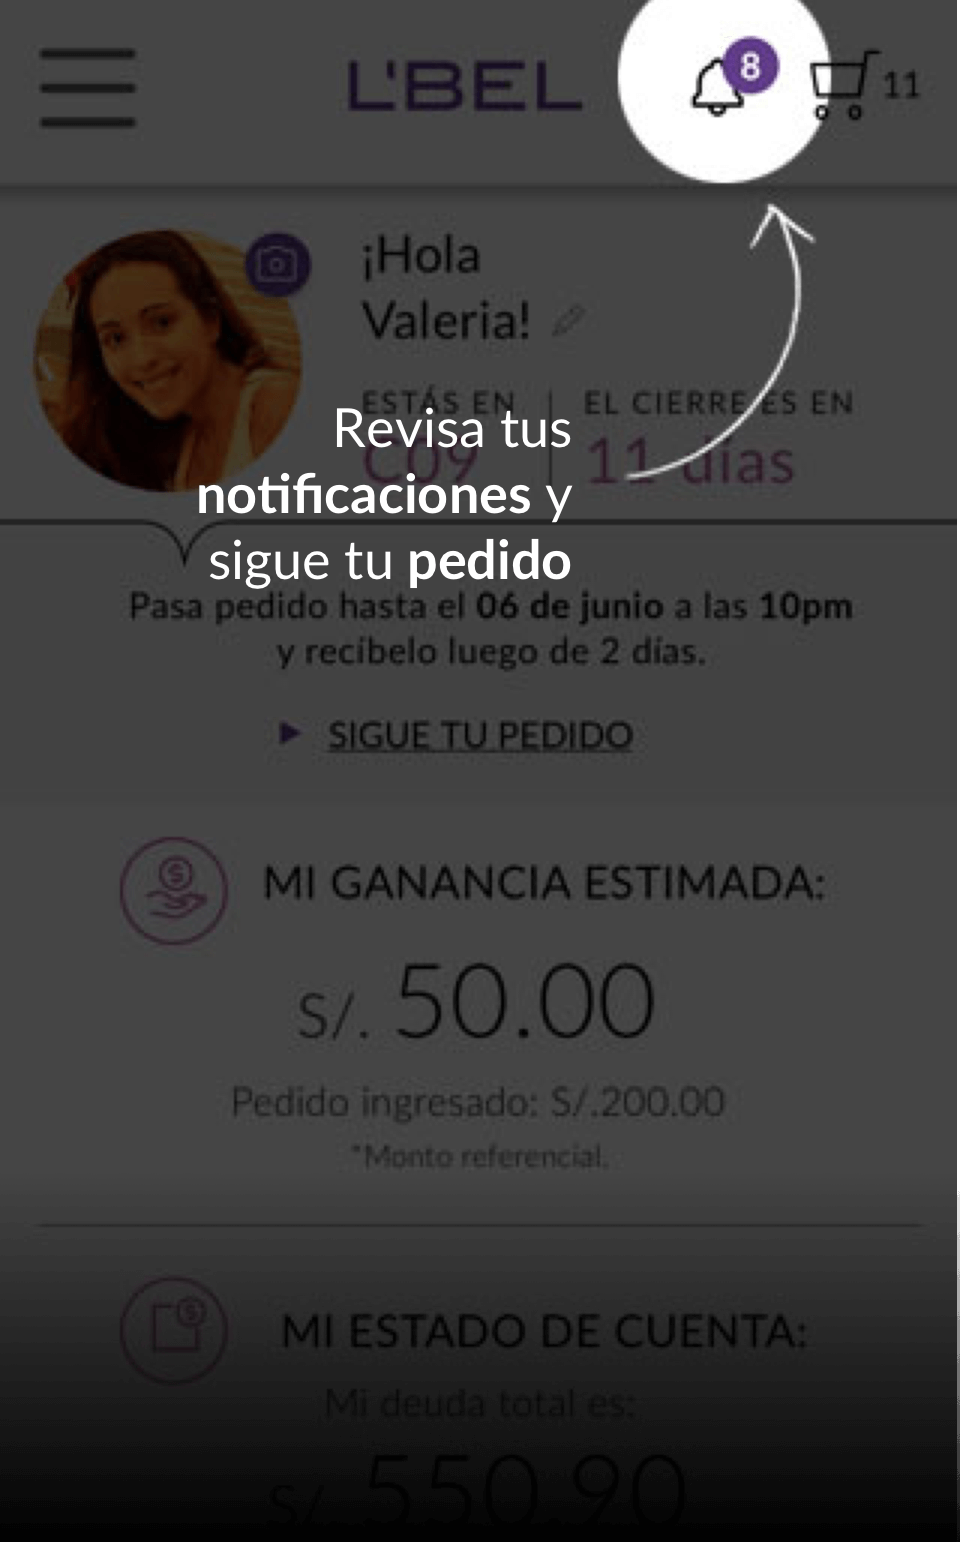 L'BEL
8
11
¡Hola
Valeria!
ESTÁS EN
C09
EL CIERRE ES EN
11 días
Revisa tus
notificaciones y
sigue tu pedido
Pasa pedido hasta el 06 de junio a las 10pm
y recíbelo luego de 2 días.
SIGUE TU PEDIDO
MI GANANCIA ESTIMADA:
S/. 50.00
Pedido ingresado: S/.200.00
*Monto referencial.
MI ESTADO DE CUENTA:
Mi deuda total es:
S/. 550.90